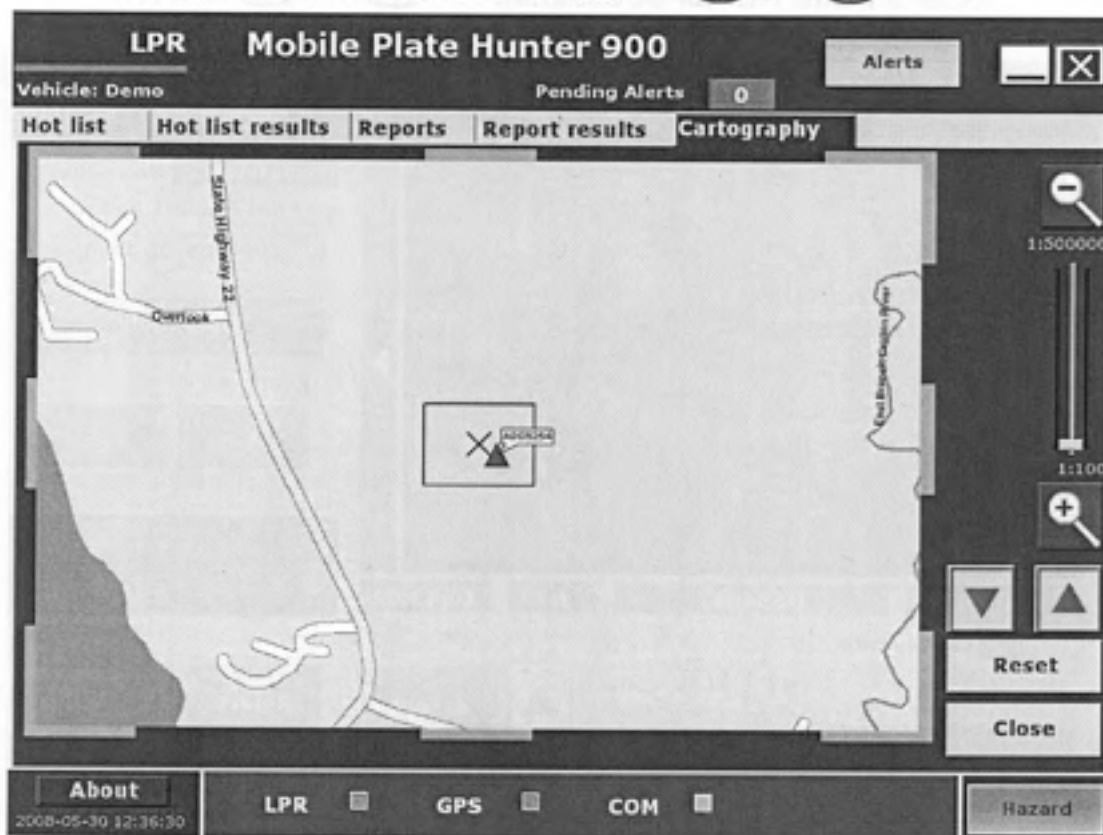 LPR Mobile Plate Hunter 900
Alerts
Vehicle: Demo
Pending Alerts 0
Hot list Hot list results Reports Report results Cartography
State Highway 22
Overlook
1:500000
1:100
Reset
Close
About
2008-05-30 12:36:30
LPR GPS COM
Hazard